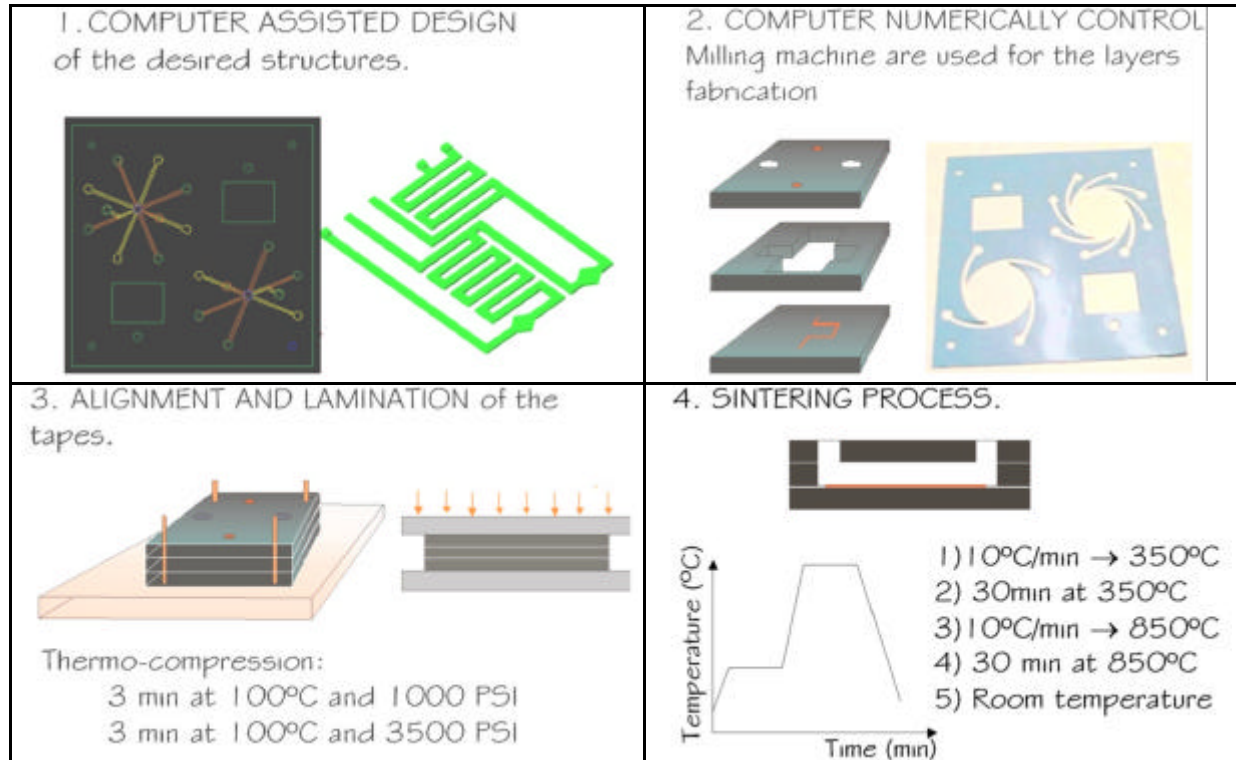 1. COMPUTER ASSISTED DESIGN
of the desired structures.
2. COMPUTER NUMERICALLY CONTROL
Milling machine are used for the layers
fabrication
3. ALIGNMENT AND LAMINATION of the
tapes.
Thermo-compression:
3 min at 100ºC and 1000 PSI
3 min at 100ºC and 3500 PSI
4. SINTERING PROCESS.
Temperature (ºC)
Time (min)
1) 10ºC/min → 350ºC
2) 30min at 350ºC
3) 10ºC/min → 850ºC
4) 30 min at 850ºC
5) Room temperature